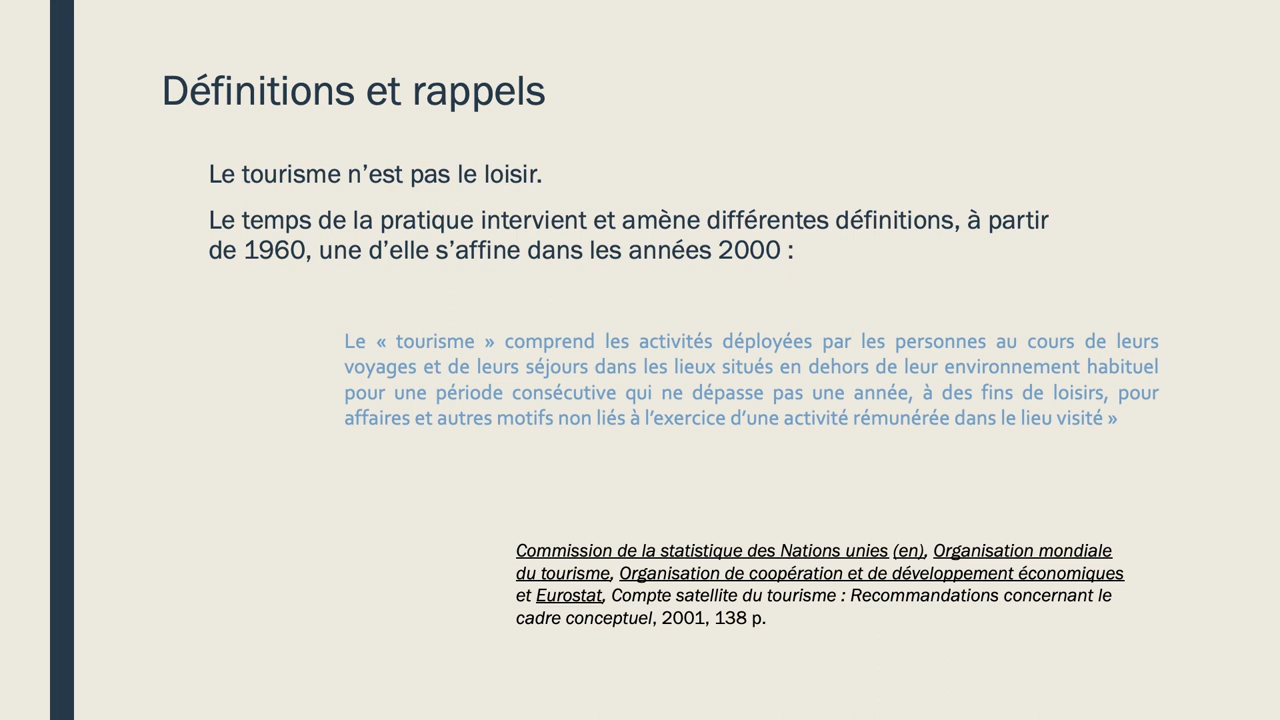 Définitions et rappels
Le tourisme n’est pas le loisir.
Le temps de la pratique intervient et amène différentes définitions, à partir
de 1960, une d’elle s’affine dans les années 2000 :
Le « tourisme » comprend les activités déployées par les personnes au cours de leurs
voyages et de leurs séjours dans les lieux situés en dehors de leur environnement habituel
pour une période consécutive qui ne dépasse pas une année, à des fins de loisirs, pour
affaires et autres motifs non liés à l’exercice d’une activité rémunérée dans le lieu visité »
Commission de la statistique des Nations unies (en), Organisation mondiale
du tourisme, Organisation de coopération et de développement économiques
et Eurostat, Compte satellite du tourisme : Recommandations concernant le
cadre conceptuel, 2001, 138 p.